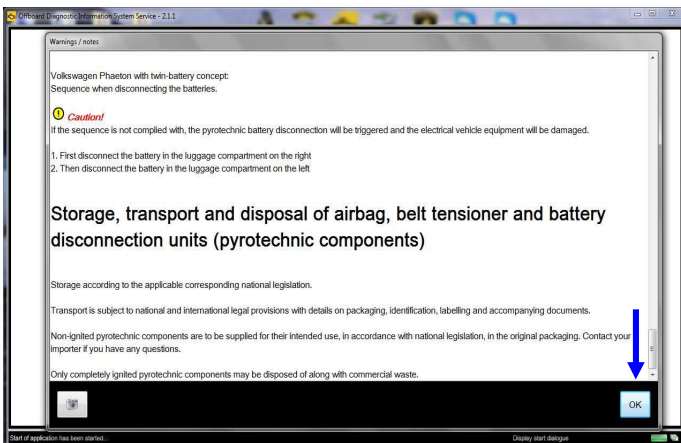 Offboard Diagnostic Information System Service - 2.1.1
Warnings / notes
Volkswagen Phaeton with twin-battery concept:
Sequence when disconnecting the batteries.
Caution!
If the sequence is not complied with, the pyrotechnic battery disconnection will be triggered and the electrical vehicle equipment will be damaged.
1. First disconnect the battery in the luggage compartment on the right
2. Then disconnect the battery in the luggage compartment on the left
Storage, transport and disposal of airbag, belt tensioner and battery
disconnection units (pyrotechnic components)
Storage according to the applicable corresponding national legislation.
Transport is subject to national and international legal provisions with details on packaging, identification, labelling and accompanying documents.
Non-ignited pyrotechnic components are to be supplied for their intended use, in accordance with national legislation, in the original packaging. Contact your
importer if you have any questions.
Only completely ignited pyrotechnic components may be disposed of along with commercial waste.
OK
Start of application has been started...
Display start dialogue